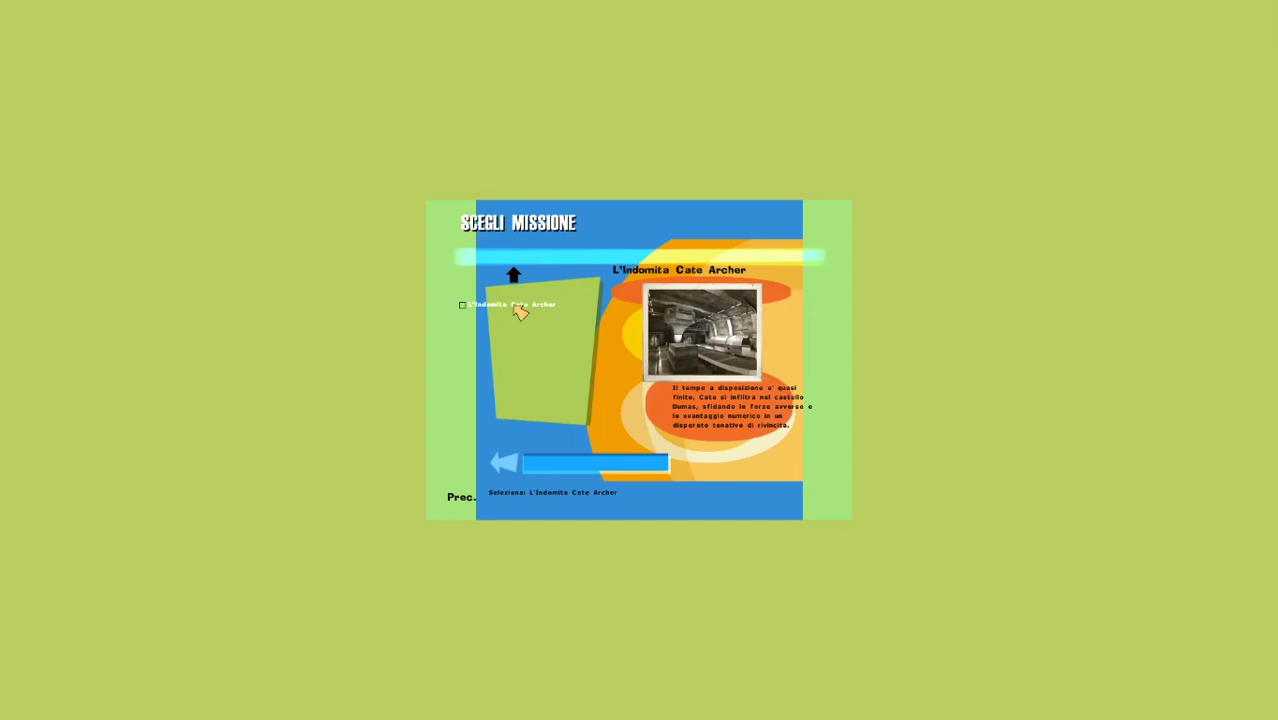 SCEGLI MISSIONE
L'Indomita Cate Archer
L'Indomita Cate Archer
Il tempo a disposizione e' quasi
finito, Cate si infiltra nel castello
Dumas, sfidando le forze avverse e
lo svantaggio numerico in un
disperato tenativo di rivincita.
Prec.
Seleziona: L'Indomita Cate Archer